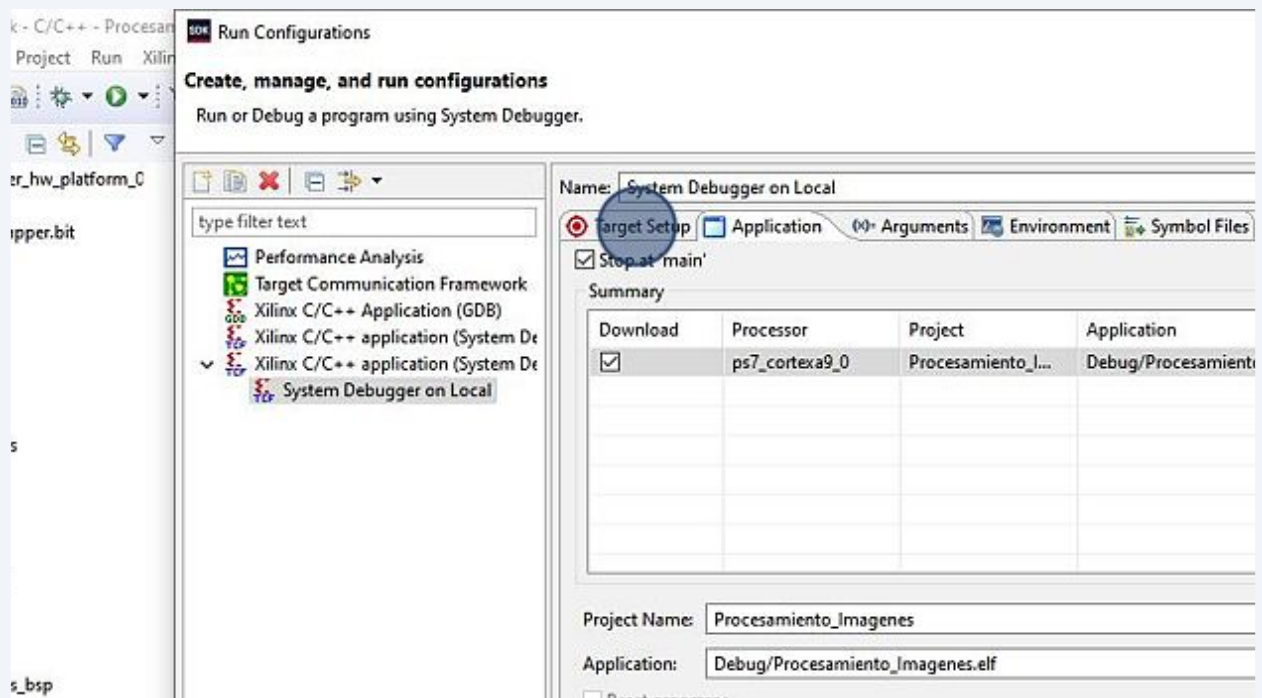 k - C/C++ - Procesan
Project Run Xilin
er_hw_platform_0
pper.bit
s
s_bsp
SDK Run Configurations
Create, manage, and run configurations
Run or Debug a program using System Debugger.
type filter text
Performance Analysis
Target Communication Framework
Xilinx C/C++ Application (GDB)
Xilinx C/C++ application (System De
Xilinx C/C++ application (System De
System Debugger on Local
Name: System Debugger on Local
Target Setup Application (x)= Arguments Environment Symbol Files
Stop at 'main'
Summary
Download Processor Project Application
ps7_cortexa9_0 Procesamiento_I... Debug/Procesamient
Project Name: Procesamiento_Imagenes
Application: Debug/Procesamiento_Imagenes.elf